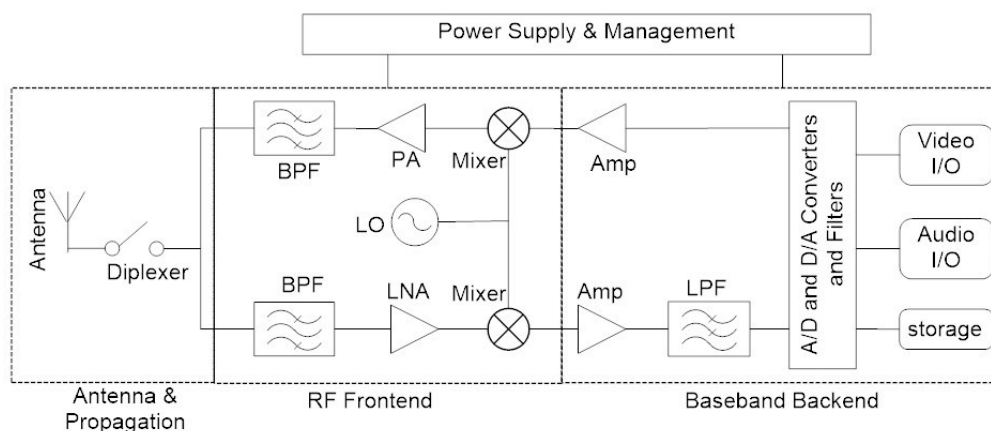 Power Supply & Management
BPF
PA
Mixer
Amp
Video
I/O
Antenna
Diplexer
LO
A/D and D/A Converters
and Filters
Audio
I/O
BPF
LNA
Mixer
Amp
LPF
storage
Antenna &
Propagation
RF Frontend
Baseband Backend